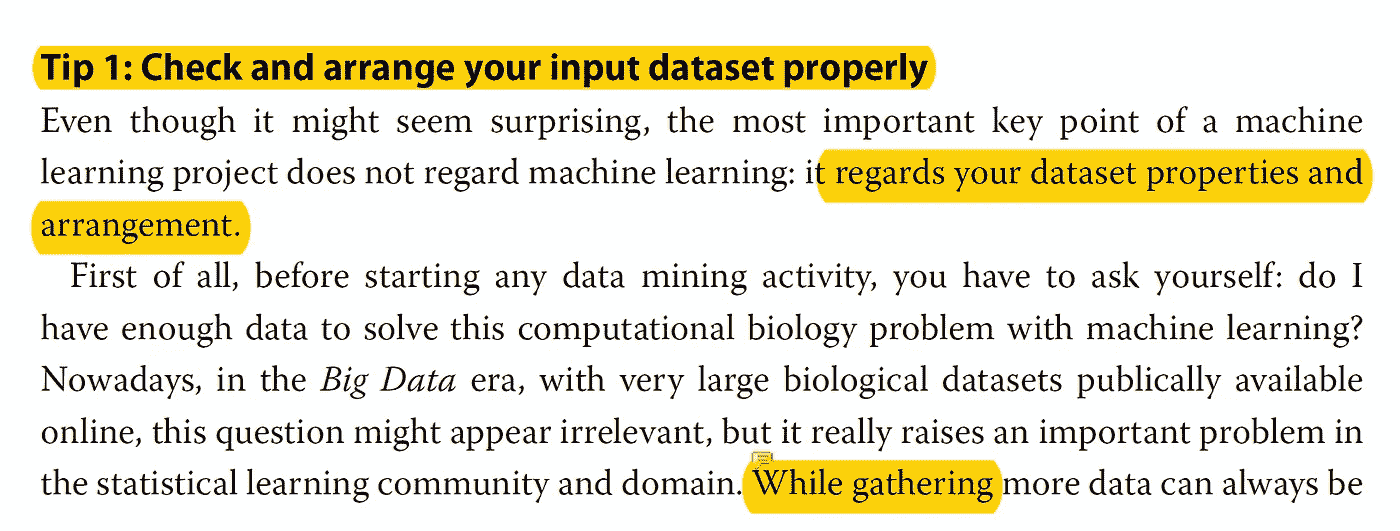 Tip 1: Check and arrange your input dataset properly
Even though it might seem surprising, the most important key point of a machine
learning project does not regard machine learning: it regards your dataset properties and
arrangement.
First of all, before starting any data mining activity, you have to ask yourself: do I
have enough data to solve this computational biology problem with machine learning?
Nowadays, in the Big Data era, with very large biological datasets publically available
online, this question might appear irrelevant, but it really raises an important problem in
the statistical learning community and domain. While gathering more data can always be